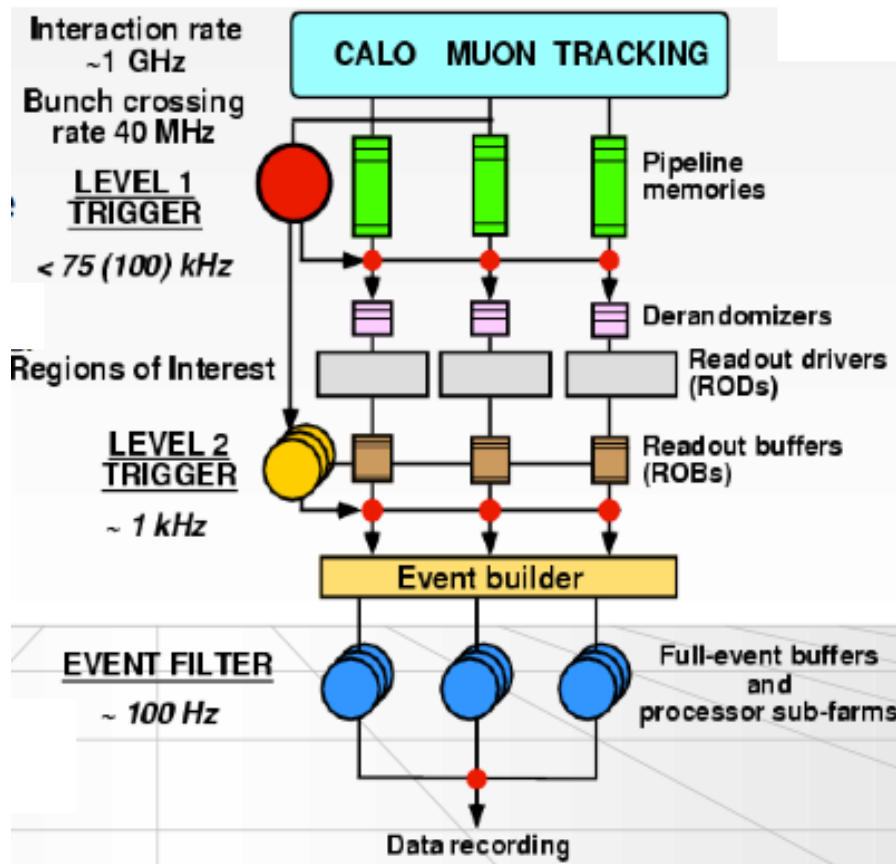 Interaction rate
~1 GHz
CALO MUON TRACKING
Bunch crossing
rate 40 MHz
Pipeline
memories
LEVEL 1
TRIGGER
< 75 (100) kHz
Derandomizers
Regions of Interest
Readout drivers
(RODs)
LEVEL 2
TRIGGER
~ 1 kHz
Readout buffers
(ROBs)
Event builder
EVENT FILTER
~ 100 Hz
Full-event buffers
and
processor sub-farms
Data recording